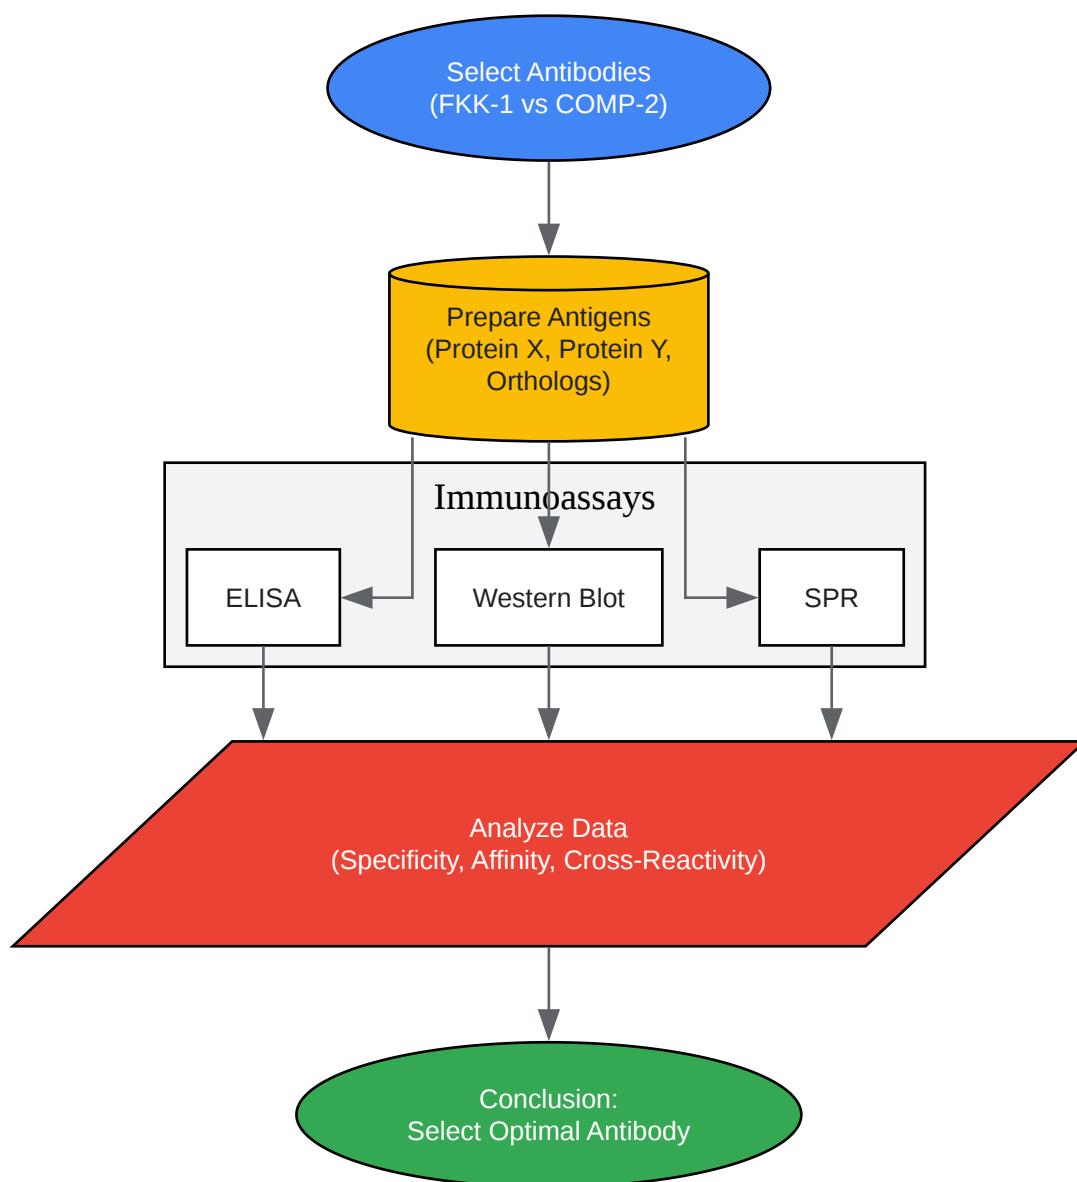 Select Antibodies
(FKK-1 vs COMP-2)
Prepare Antigens
(Protein X, Protein Y,
Orthologs)
Immunoassays
ELISA
Western Blot
SPR
Analyze Data
(Specificity, Affinity, Cross-Reactivity)
Conclusion:
Select Optimal Antibody